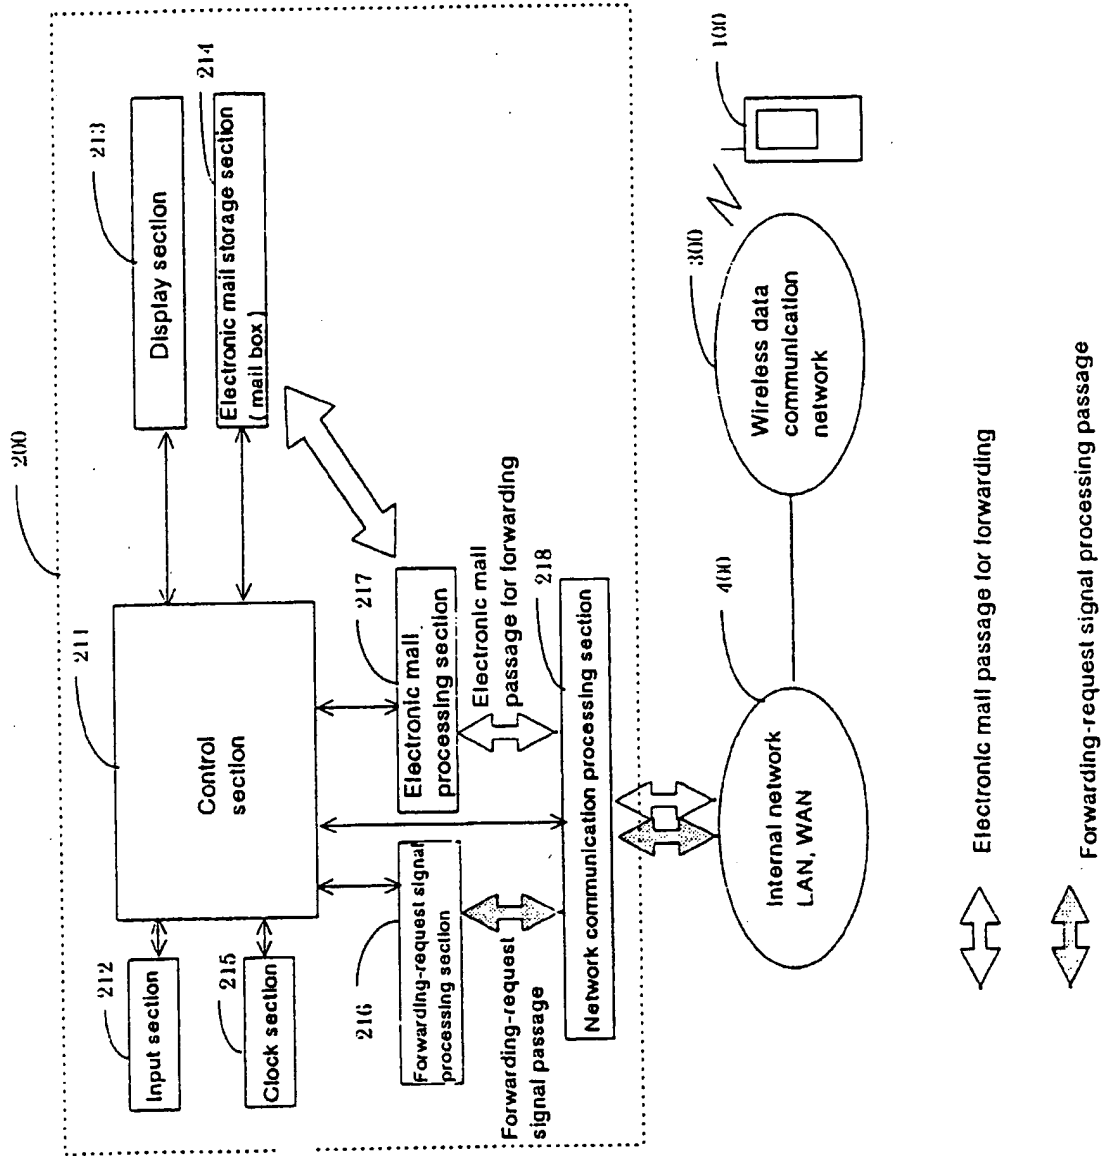 200
211
Control
section
212
Input section
215
Clock section
213
Display section
214
Electronic mail storage section
( mail box )
216
Forwarding-request signal
processing section
217
Electronic mall
processing section
Forwarding-request
signal passage
Electronic mall
passage for forwarding
218
Network communication processing section
400
Internal network
LAN, WAN
300
Wireless data
communication
network
100
Electronic mail passage for forwarding
Forwarding-request signal processing passage